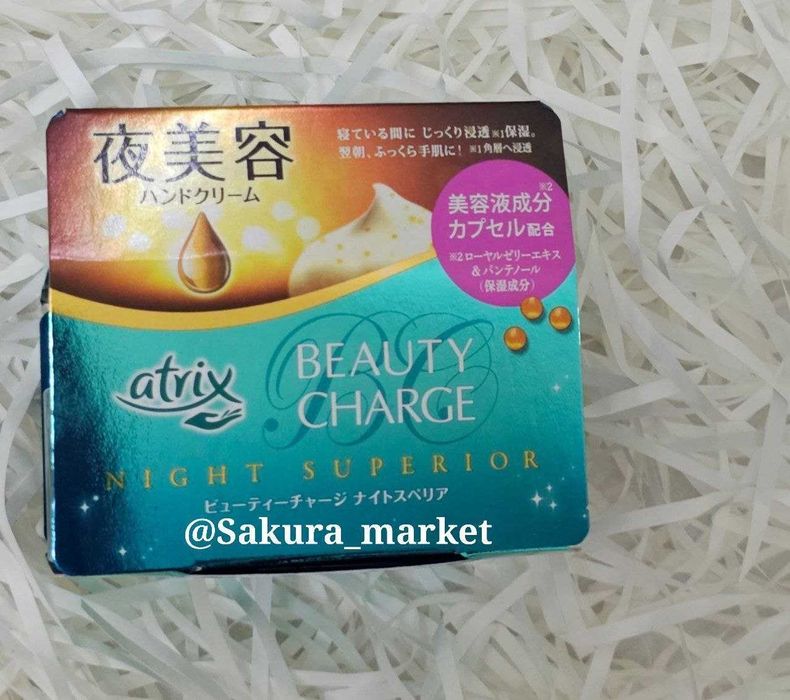 夜美容
ハンドクリーム
寝ている間に じっくり浸透※1保湿。
翌朝、ふっくら手肌に! ※1角層へ浸透
※2
美容液成分
カプセル配合
※2ローヤルゼリーエキス
&パンテノール
(保湿成分)
BC
atrix
BEAUTY
CHARGE
NIGHT SUPERIOR
ビューティーチャージ ナイトスペリア
@Sakura_market